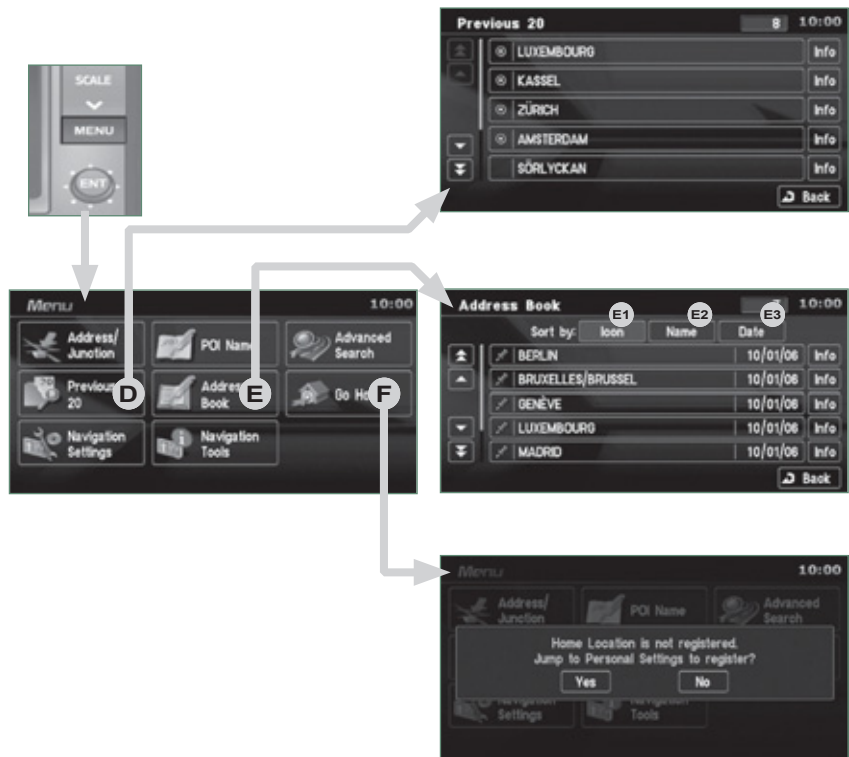 Previous 20 8 10:00
LUXEMBOURG Info
KASSEL Info
ZÜRICH Info
AMSTERDAM Info
SÖRLYCKAN Info
Back
SCALE
MENU
ENT
Menu 10:00
Address/
Junction
POI Name
Advanced
Search
20
D
Book
E
Go
F
Navigation
Settings
Navigation
Tools
Address Book 10:00
Sort by: Icon Name Date
E1 E2 E3
BERLIN 10/01/06 Info
BRUXELLES/BRUSSEL 10/01/06 Info
GENÈVE 10/01/06 Info
LUXEMBOURG 10/01/06 Info
MADRID 10/01/06 Info
Back
Menu 10:00
Address/
Junction
POI Name
Advanced
Search
Home Location is not registered.
Jump to Personal Settings to register?
Yes No
Navigation
Settings
Tools